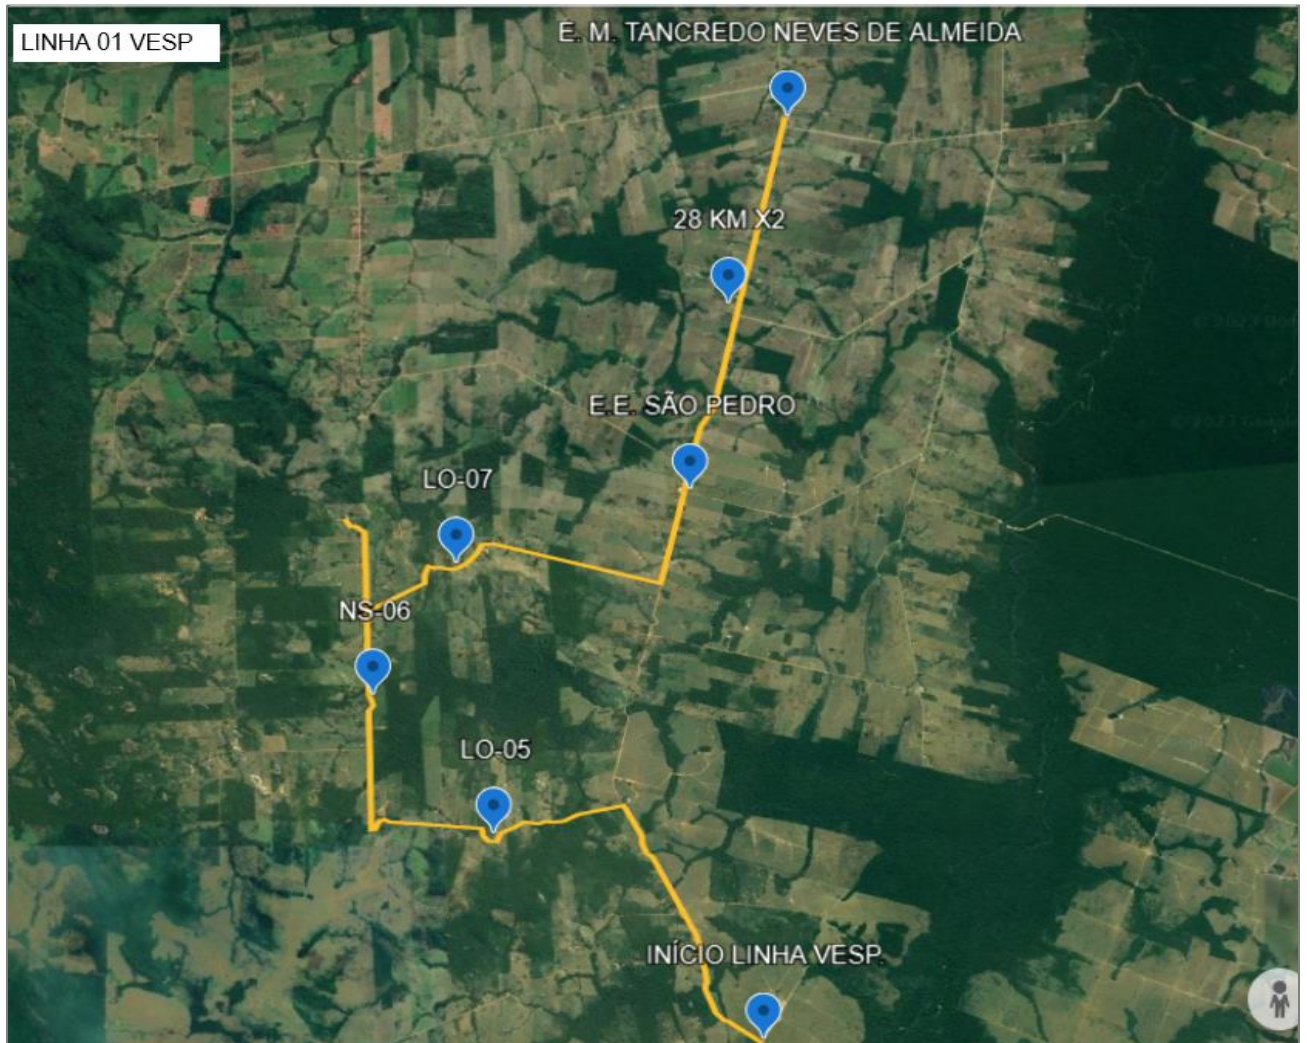 LINHA 01 VESP
E. M. TANCREDO NEVES DE ALMEIDA
28 KM X2
E.E. SÃO PEDRO
LO-07
NS-06
LO-05
INÍCIO LINHA VESP.